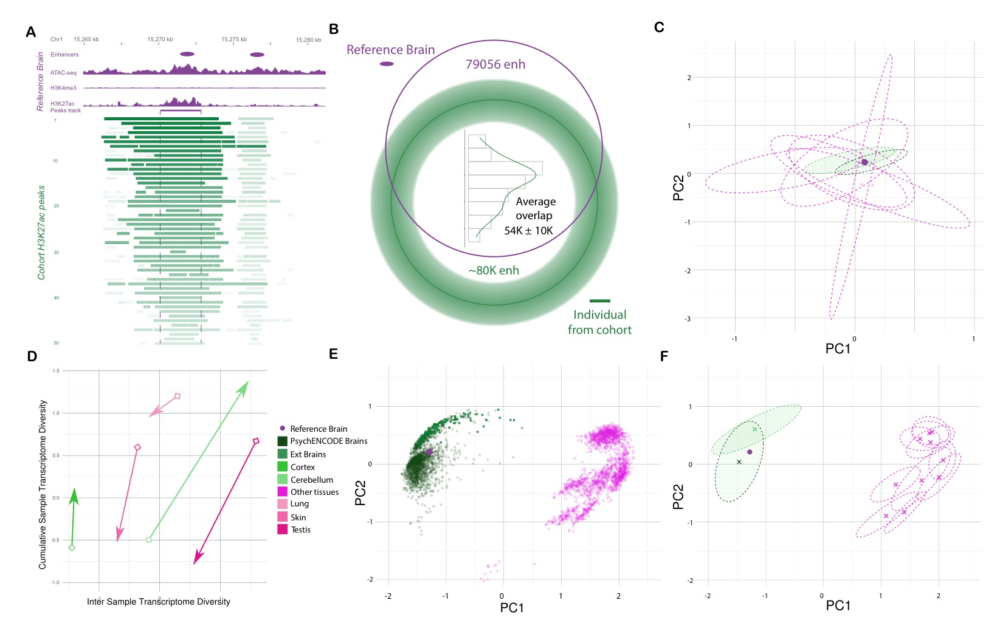 A
Chr1 15,265 kb 15,270 kb 15,275 kb 15,280 kb
Reference Brain
Enhancers
ATAC-seq
H3K4me3
H3K27ac
Peaks track
Cohort H3K27ac peaks
1
10
20
30
40
50
B
Reference Brain
79056 enh
Average
overlap
54K ± 10K
~80K enh
Individual
from cohort
C
PC2
2
1
0
-1
-2
-3
-1 0 1
PC1
D
Cumulative Sample Transcriptome Diversity
1.5
1.0
0.5
0.0
-0.5
-1.0
-1 0 1
Inter Sample Transcriptome Diversity
Reference Brain
PsychENCODE Brains
Ext Brains
Cortex
Cerebellum
Other tissues
Lung
Skin
Testis
E
PC2
1
0
-1
-2
-2 -1 0 1 2
PC1
F
PC2
1
0
-1
-2
-2 -1 0 1 2
PC1